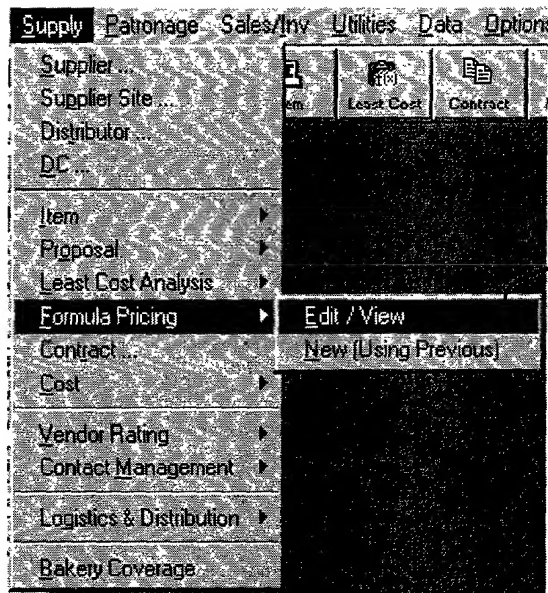 Supply Patronage Sales/Inv Utilities Data Options
Supplier ...
Supplier Site ...
Distributor ...
DC ...
em Least Cost Contract
Item
Proposal
Least Cost Analysis
Formula Pricing Edit / View
Contract ... New (Using Previous)
Cost
Vendor Rating
Contact Management
Logistics & Distribution
Bakery Coverage